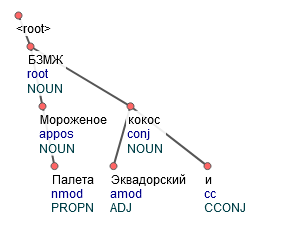 <root>
БЗМЖ
root
NOUN
Мороженое кокос
appos conj
NOUN NOUN
Палета Эквадорский и
nmod amod cc
PROPN ADJ CCONJ